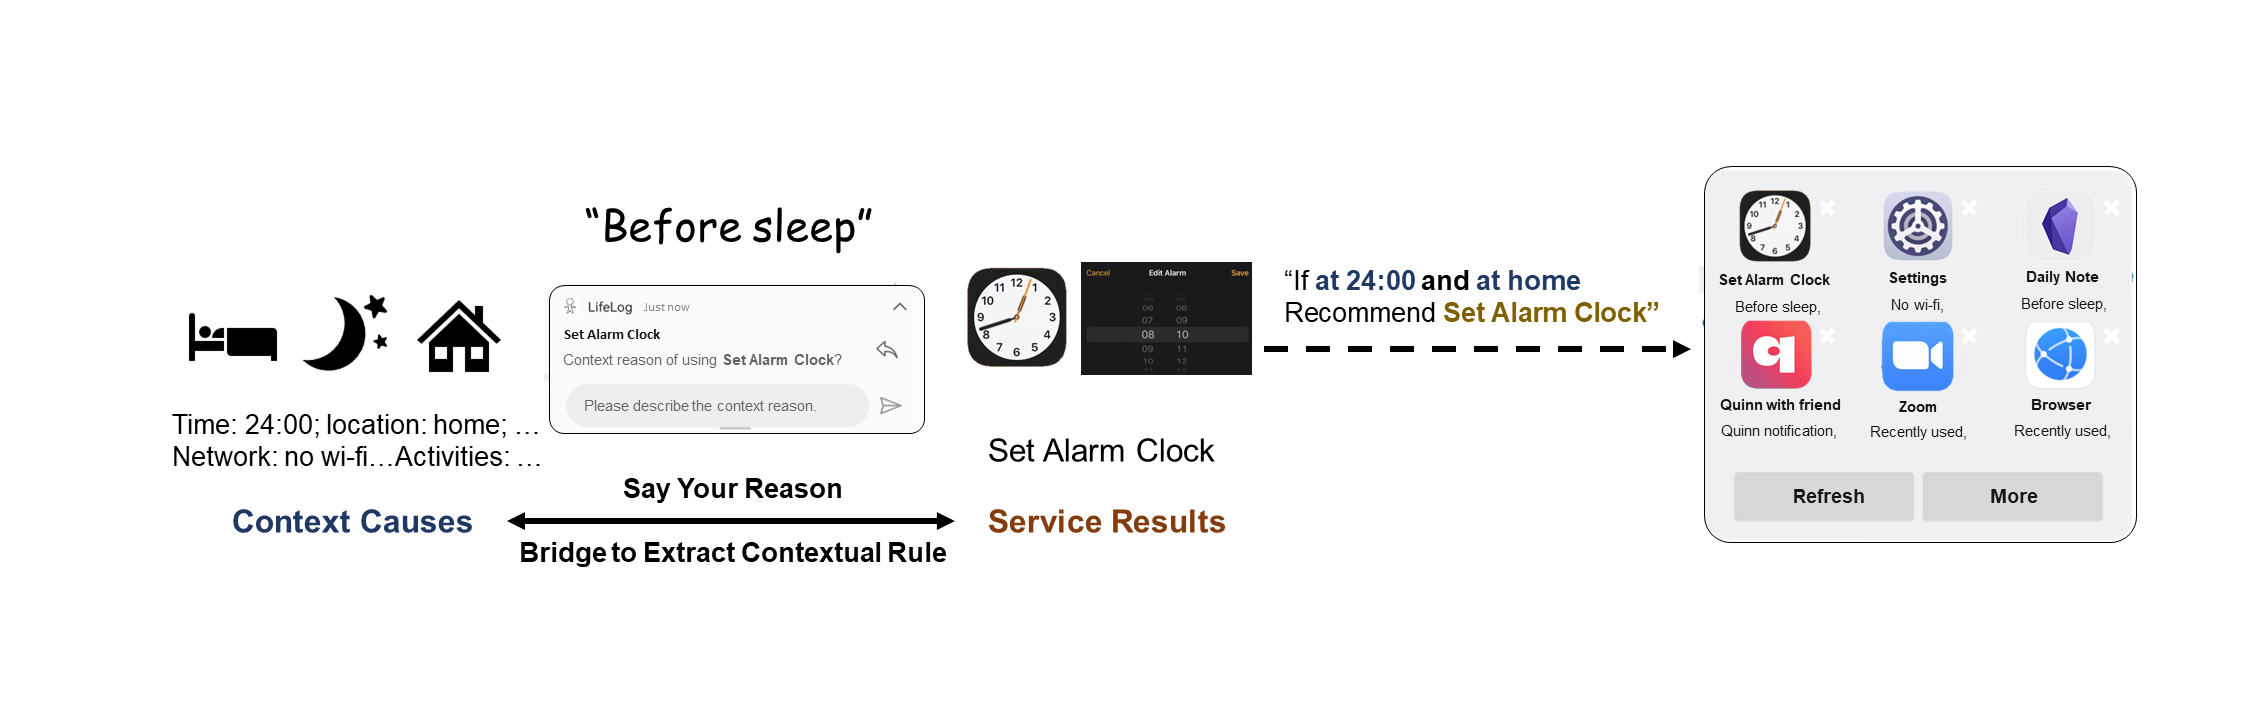 “Before sleep”
LifeLog Just now
Set Alarm Clock
Context reason of using Set Alarm Clock?
Please describe the context reason.
Time: 24:00; location: home; …
Network: no wi-fi…Activities: …
Context Causes
Say Your Reason
Bridge to Extract Contextual Rule
Cancel Edit Alarm Save
06 08
07 09
08 10
09 11
10 12
Set Alarm Clock
Service Results
“If at 24:00 and at home
Recommend Set Alarm Clock”
Set Alarm Clock
Before sleep,
Settings
No wi-fi,
Daily Note
Before sleep,
Quinn with friend
Quinn notification,
Zoom
Recently used,
Browser
Recently used,
Refresh
More